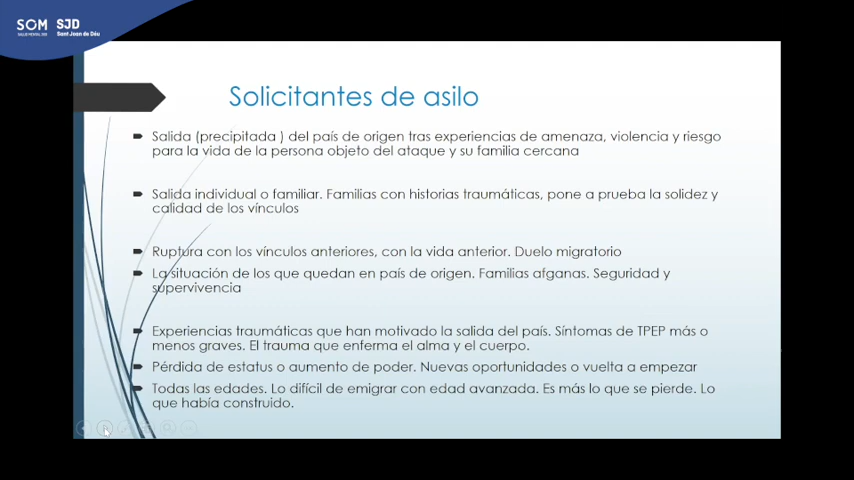 SOM
SALUD MENTAL 360
SJD
Sant Joan de Déu
Solicitantes de asilo
Salida (precipitada ) del país de origen tras experiencias de amenaza, violencia y riesgo
para la vida de la persona objeto del ataque y su familia cercana
Salida individual o familiar. Familias con historias traumáticas, pone a prueba la solidez y
calidad de los vínculos
Ruptura con los vínculos anteriores, con la vida anterior. Duelo migratorio
La situación de los que quedan en país de origen. Familias afganas. Seguridad y
supervivencia
Experiencias traumáticas que han motivado la salida del país. Síntomas de TPEP más o
menos graves. El trauma que enferma el alma y el cuerpo.
Pérdida de estatus o aumento de poder. Nuevas oportunidades o vuelta a empezar
Todas las edades. Lo difícil de emigrar con edad avanzada. Es más lo que se pierde. Lo
que había construido.